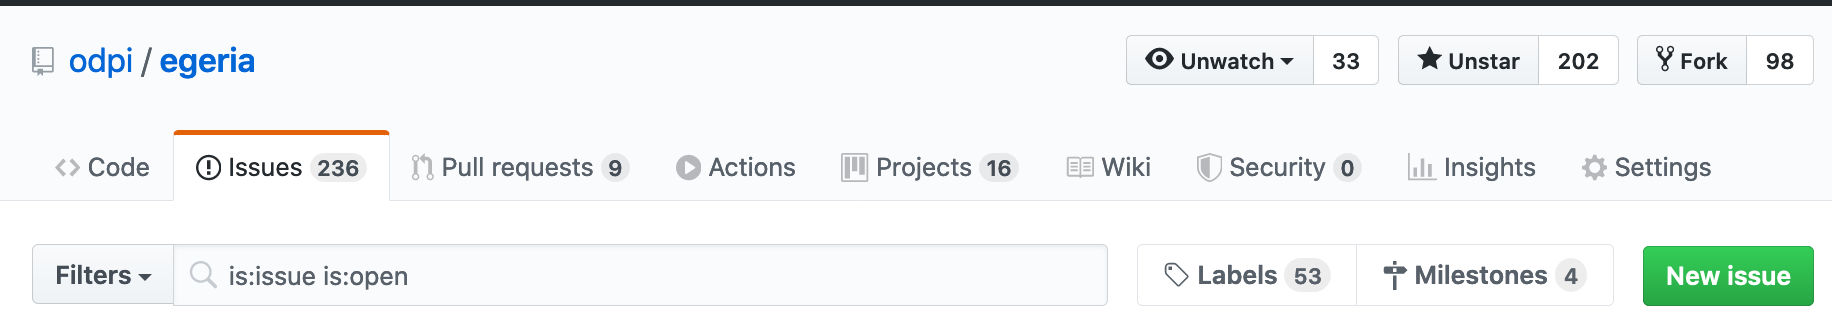 odpi / egeria Unwatch 33 Unstar 202 Fork 98
Code Issues 236 Pull requests 9 Actions Projects 16 Wiki Security 0 Insights Settings
Filters is:issue is:open Labels 53 Milestones 4 New issue